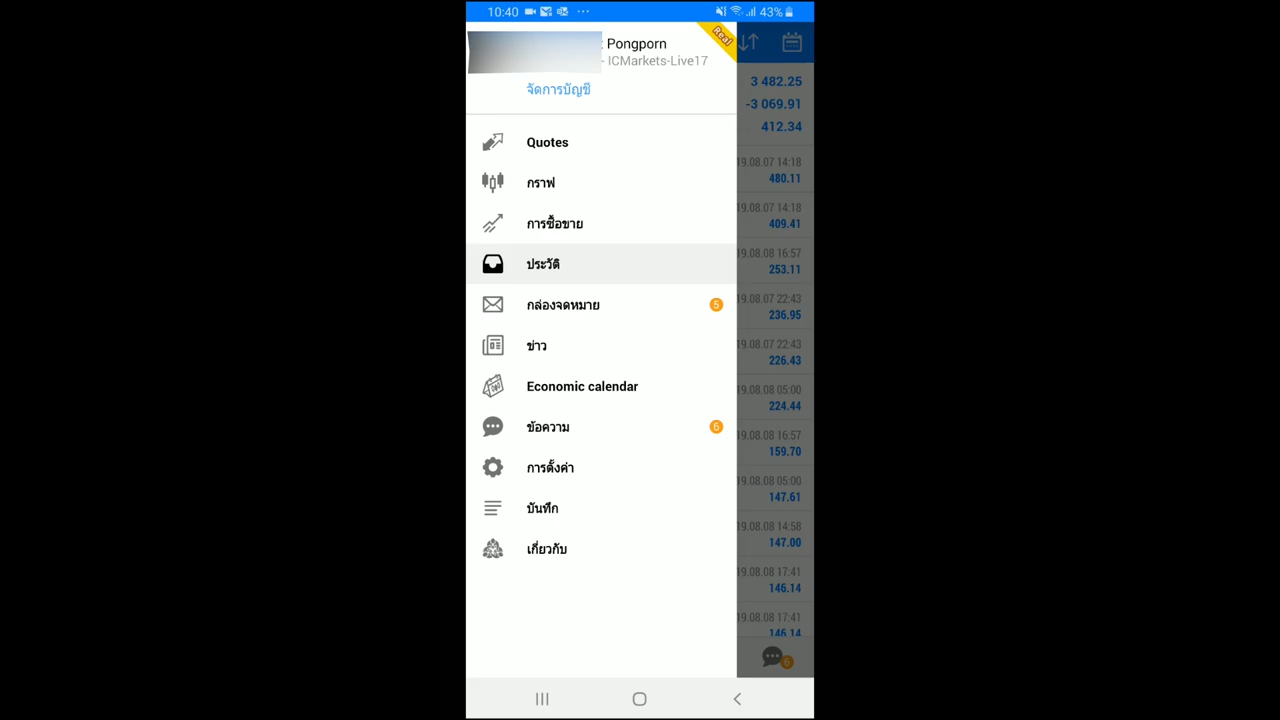 10:40 ... 43%
Real
: Pongporn
- ICMarkets-Live17
จัดการบัญชี
3 482.25
-3 069.91
412.34
Quotes
กราฟ
การซื้อขาย
ประวัติ
กล่องจดหมาย 5
ข่าว
Economic calendar
ข้อความ 6
การตั้งค่า
บันทึก
เกี่ยวกับ
19.08.07 14:18
480.11
19.08.07 14:18
409.41
19.08.08 16:57
253.11
19.08.07 22:43
236.95
19.08.07 22:43
226.43
19.08.08 05:00
224.44
19.08.08 16:57
159.70
19.08.08 05:00
147.61
19.08.08 14:58
147.00
19.08.08 17:41
146.14
19.08.08 17:41
146.14
6